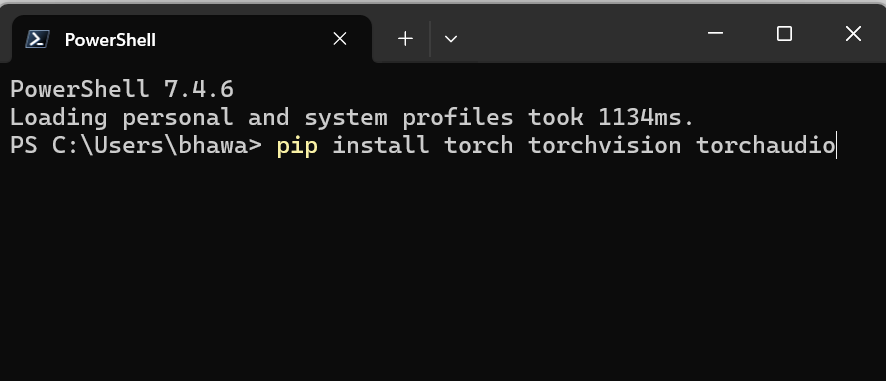 PowerShell
PowerShell 7.4.6
Loading personal and system profiles took 1134ms.
PS C:\Users\bhawa> pip install torch torchvision torchaudio